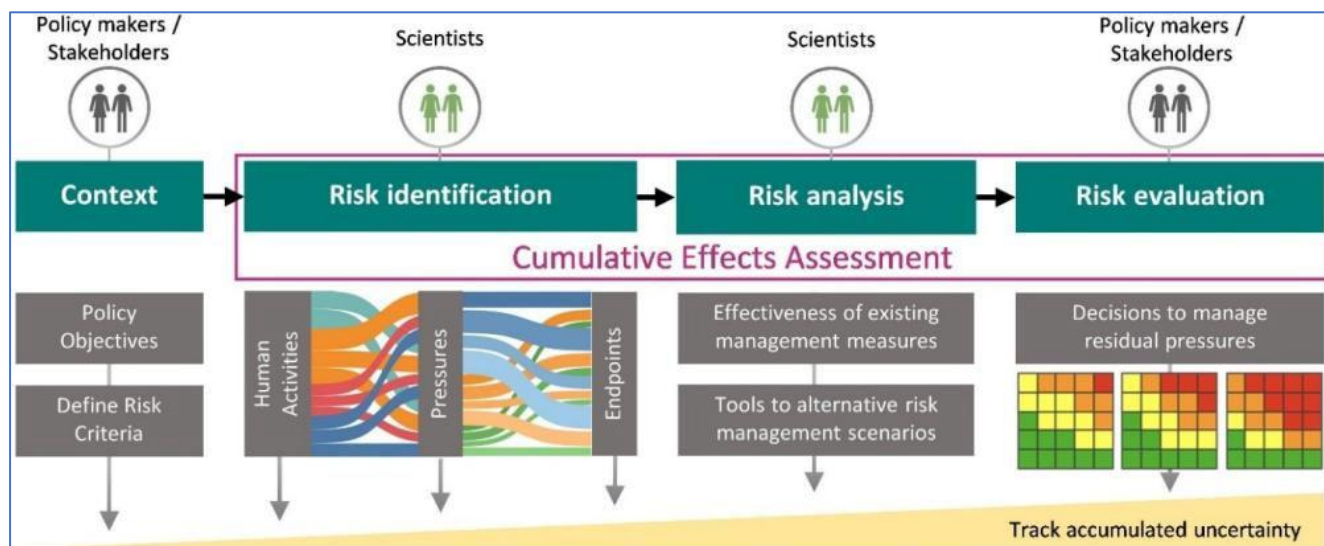 Policy makers /
Stakeholders
Scientists
Scientists
Policy makers /
Stakeholders
Context
Risk identification
Risk analysis
Risk evaluation
Cumulative Effects Assessment
Policy
Objectives
Define Risk
Criteria
Human
Activities
Pressures
Endpoints
Effectiveness of existing
management measures
Tools to alternative risk
management scenarios
Decisions to manage
residual pressures
Track accumulated uncertainty